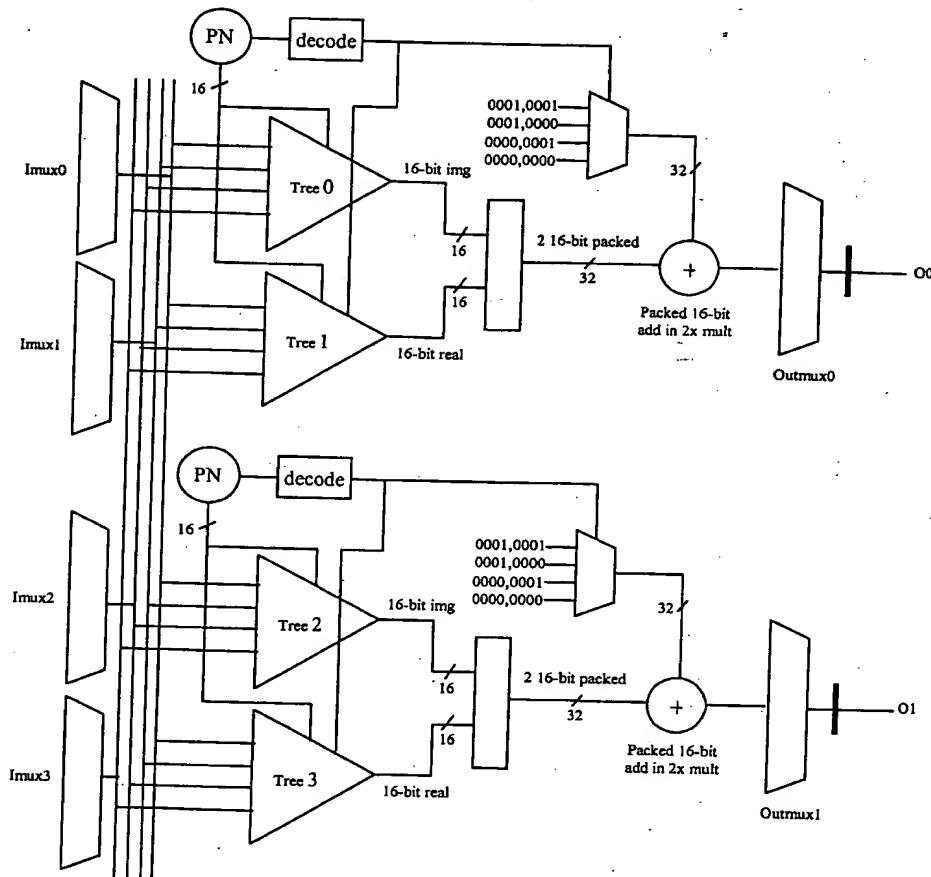 PN
decode
16
0001,0001
0001,0000
0000,0001
0000,0000
Imux0
Tree 0
16-bit img
32
16
2 16-bit packed
32
+
O0
16
Imux1
Tree 1
16-bit real
Packed 16-bit
add in 2x mult
Outmux0
PN
decode
16
0001,0001
0001,0000
0000,0001
0000,0000
Imux2
Tree 2
16-bit img
32
16
2 16-bit packed
32
+
O1
16
Imux3
Tree 3
16-bit real
Packed 16-bit
add in 2x mult
Outmux1